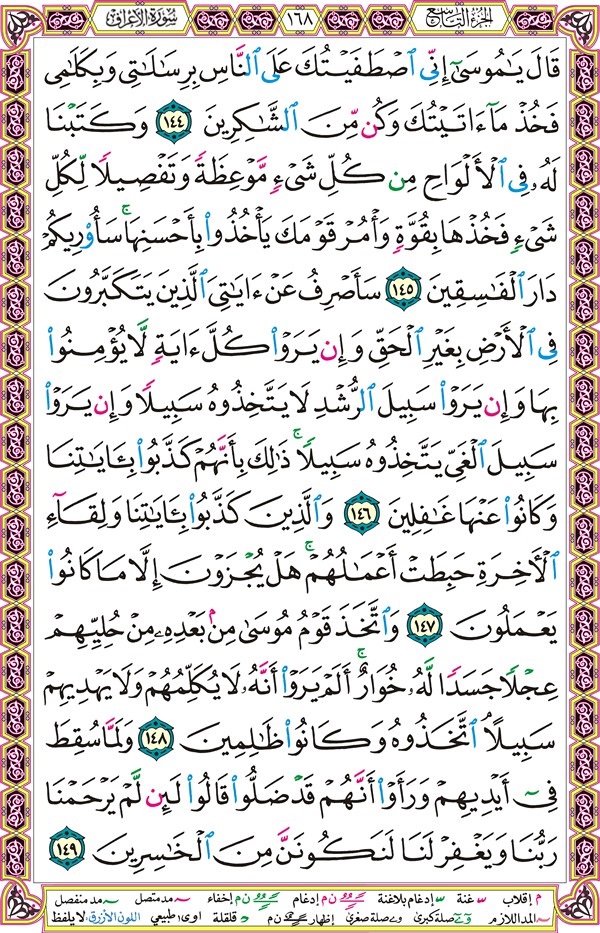 الجزء التاسع ١٦٨ سورة الأعراف
قَالَ يَـٰمُوسَىٰٓ إِنِّى ٱصۡطَفَيۡتُكَ عَلَى ٱلنَّاسِ بِرِسَـٰلَـٰتِى وَبِكَلَـٰمِى
فَخُذۡ مَآ ءَاتَيۡتُكَ وَكُن مِّنَ ٱلشَّـٰكِرِينَ ١٤٤ وَكَتَبۡنَا
لَهُۥ فِى ٱلۡأَلۡوَاحِ مِن كُلِّ شَىۡءٖ مَّوۡعِظَةٗ وَتَفۡصِيلٗا لِّكُلِّ
شَىۡءٖ فَخُذۡهَا بِقُوَّةٖ وَأۡمُرۡ قَوۡمَكَ يَأۡخُذُواْ بِأَحۡسَنِهَاۚ سَأُوْرِيكُمۡ
دَارَ ٱلۡفَـٰسِقِينَ ١٤٥ سَأَصۡرِفُ عَنۡ ءَايَـٰتِىَ ٱلَّذِينَ يَتَكَبَّرُونَ
فِى ٱلۡأَرۡضِ بِغَيۡرِ ٱلۡحَقِّ وَإِن يَرَوۡاْ كُلَّ ءَايَةٖ لَّا يُؤۡمِنُواْ
بِهَا وَإِن يَرَوۡاْ سَبِيلَ ٱلرُّشۡدِ لَا يَتَّخِذُوهُ سَبِيلٗا وَإِن يَرَوۡاْ
سَبِيلَ ٱلۡغَىِّ يَتَّخِذُوهُ سَبِيلٗاۚ ذَٰلِكَ بِأَنَّهُمۡ كَذَّبُواْ بِـَٔايَـٰتِنَا
وَكَانُواْ عَنۡهَا غَـٰفِلِينَ ١٤٦ وَٱلَّذِينَ كَذَّبُواْ بِـَٔايَـٰتِنَا وَلِقَآءِ
ٱلۡأَخِرَةِ حَبِطَتۡ أَعۡمَـٰلُهُمۡۚ هَلۡ يُجۡزَوۡنَ إِلَّا مَا كَانُواْ
يَعۡمَلُونَ ١٤٧ وَٱتَّخَذَ قَوۡمُ مُوسَىٰ مِنۢ بَعۡدِهِۦ مِنۡ حُلِيِّهِمۡ
عِجۡلٗا جَسَدٗا لَّهُۥ خُوَارٌۚ أَلَمۡ يَرَوۡاْ أَنَّهُۥ لَا يُكَلِّمُهُمۡ وَلَا يَهۡدِيهِمۡ
سَبِيلًا ٱتَّخَذُوهُ وَكَانُواْ ظَـٰلِمِينَ ١٤٨ وَلَمَّا سُقِطَ
فِىٓ أَيۡدِيهِمۡ وَرَأَوۡاْ أَنَّهُمۡ قَدۡ ضَلُّواْ قَالُواْ لَئِن لَّمۡ يَرۡحَمۡنَا
رَبُّنَا وَيَغۡفِرۡ لَنَا لَنَكُونَنَّ مِنَ ٱلۡخَـٰسِرِينَ ١٤٩
م إقلاب غنة إدغام بلاغنة ن م إدغام ن م إخفاء مد متصل مد منفصل
المد اللازم صلة كبرى صلة صغرى إظهار ن م قلقلة اوى: طبيعي اللون الأزرق: لا يلفظ